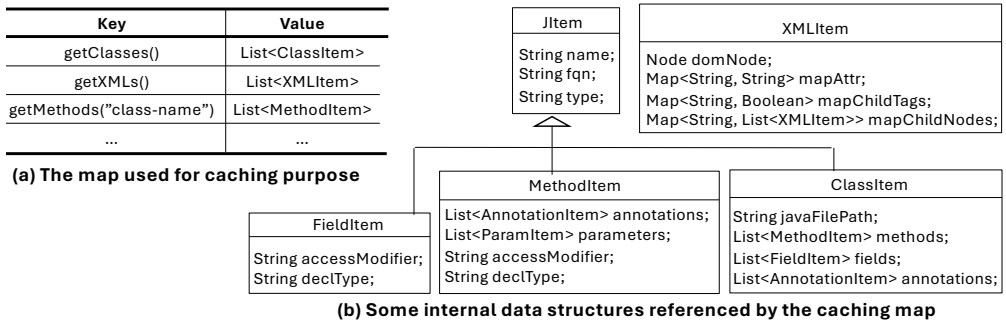 Key Value
getClasses() List<ClassItem>
getXMLs() List<XMLItem>
getMethods("class-name") List<MethodItem>
... ...
(a) The map used for caching purpose
JItem
String name;
String fqn;
String type;
XMLItem
Node domNode;
Map<String, String> mapAttr;
Map<String, Boolean> mapChildTags;
Map<String, List<XMLItem>> mapChildNodes;
FieldItem
String accessModifier;
String declType;
MethodItem
List<AnnotationItem> annotations;
List<ParamItem> parameters;
String accessModifier;
String declType;
ClassItem
String javaFilePath;
List<MethodItem> methods;
List<FieldItem> fields;
List<AnnotationItem> annotations;
(b) Some internal data structures referenced by the caching map